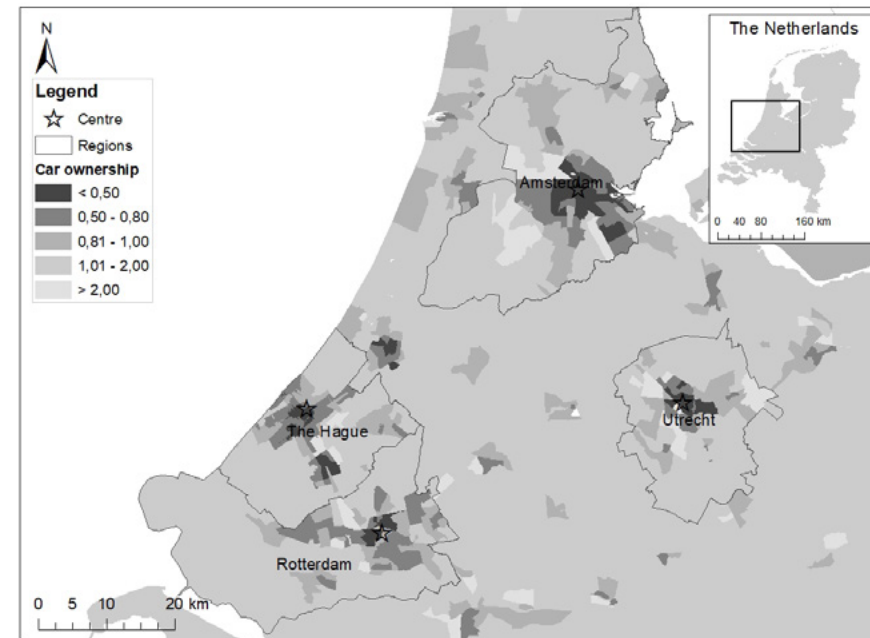 N
Legend
Centre
Regions
Car ownership
< 0,50
0,50 - 0,80
0,81 - 1,00
1,01 - 2,00
> 2,00
The Netherlands
0 40 80 160 km
Amsterdam
The Hague
Utrecht
Rotterdam
0 5 10 20 km